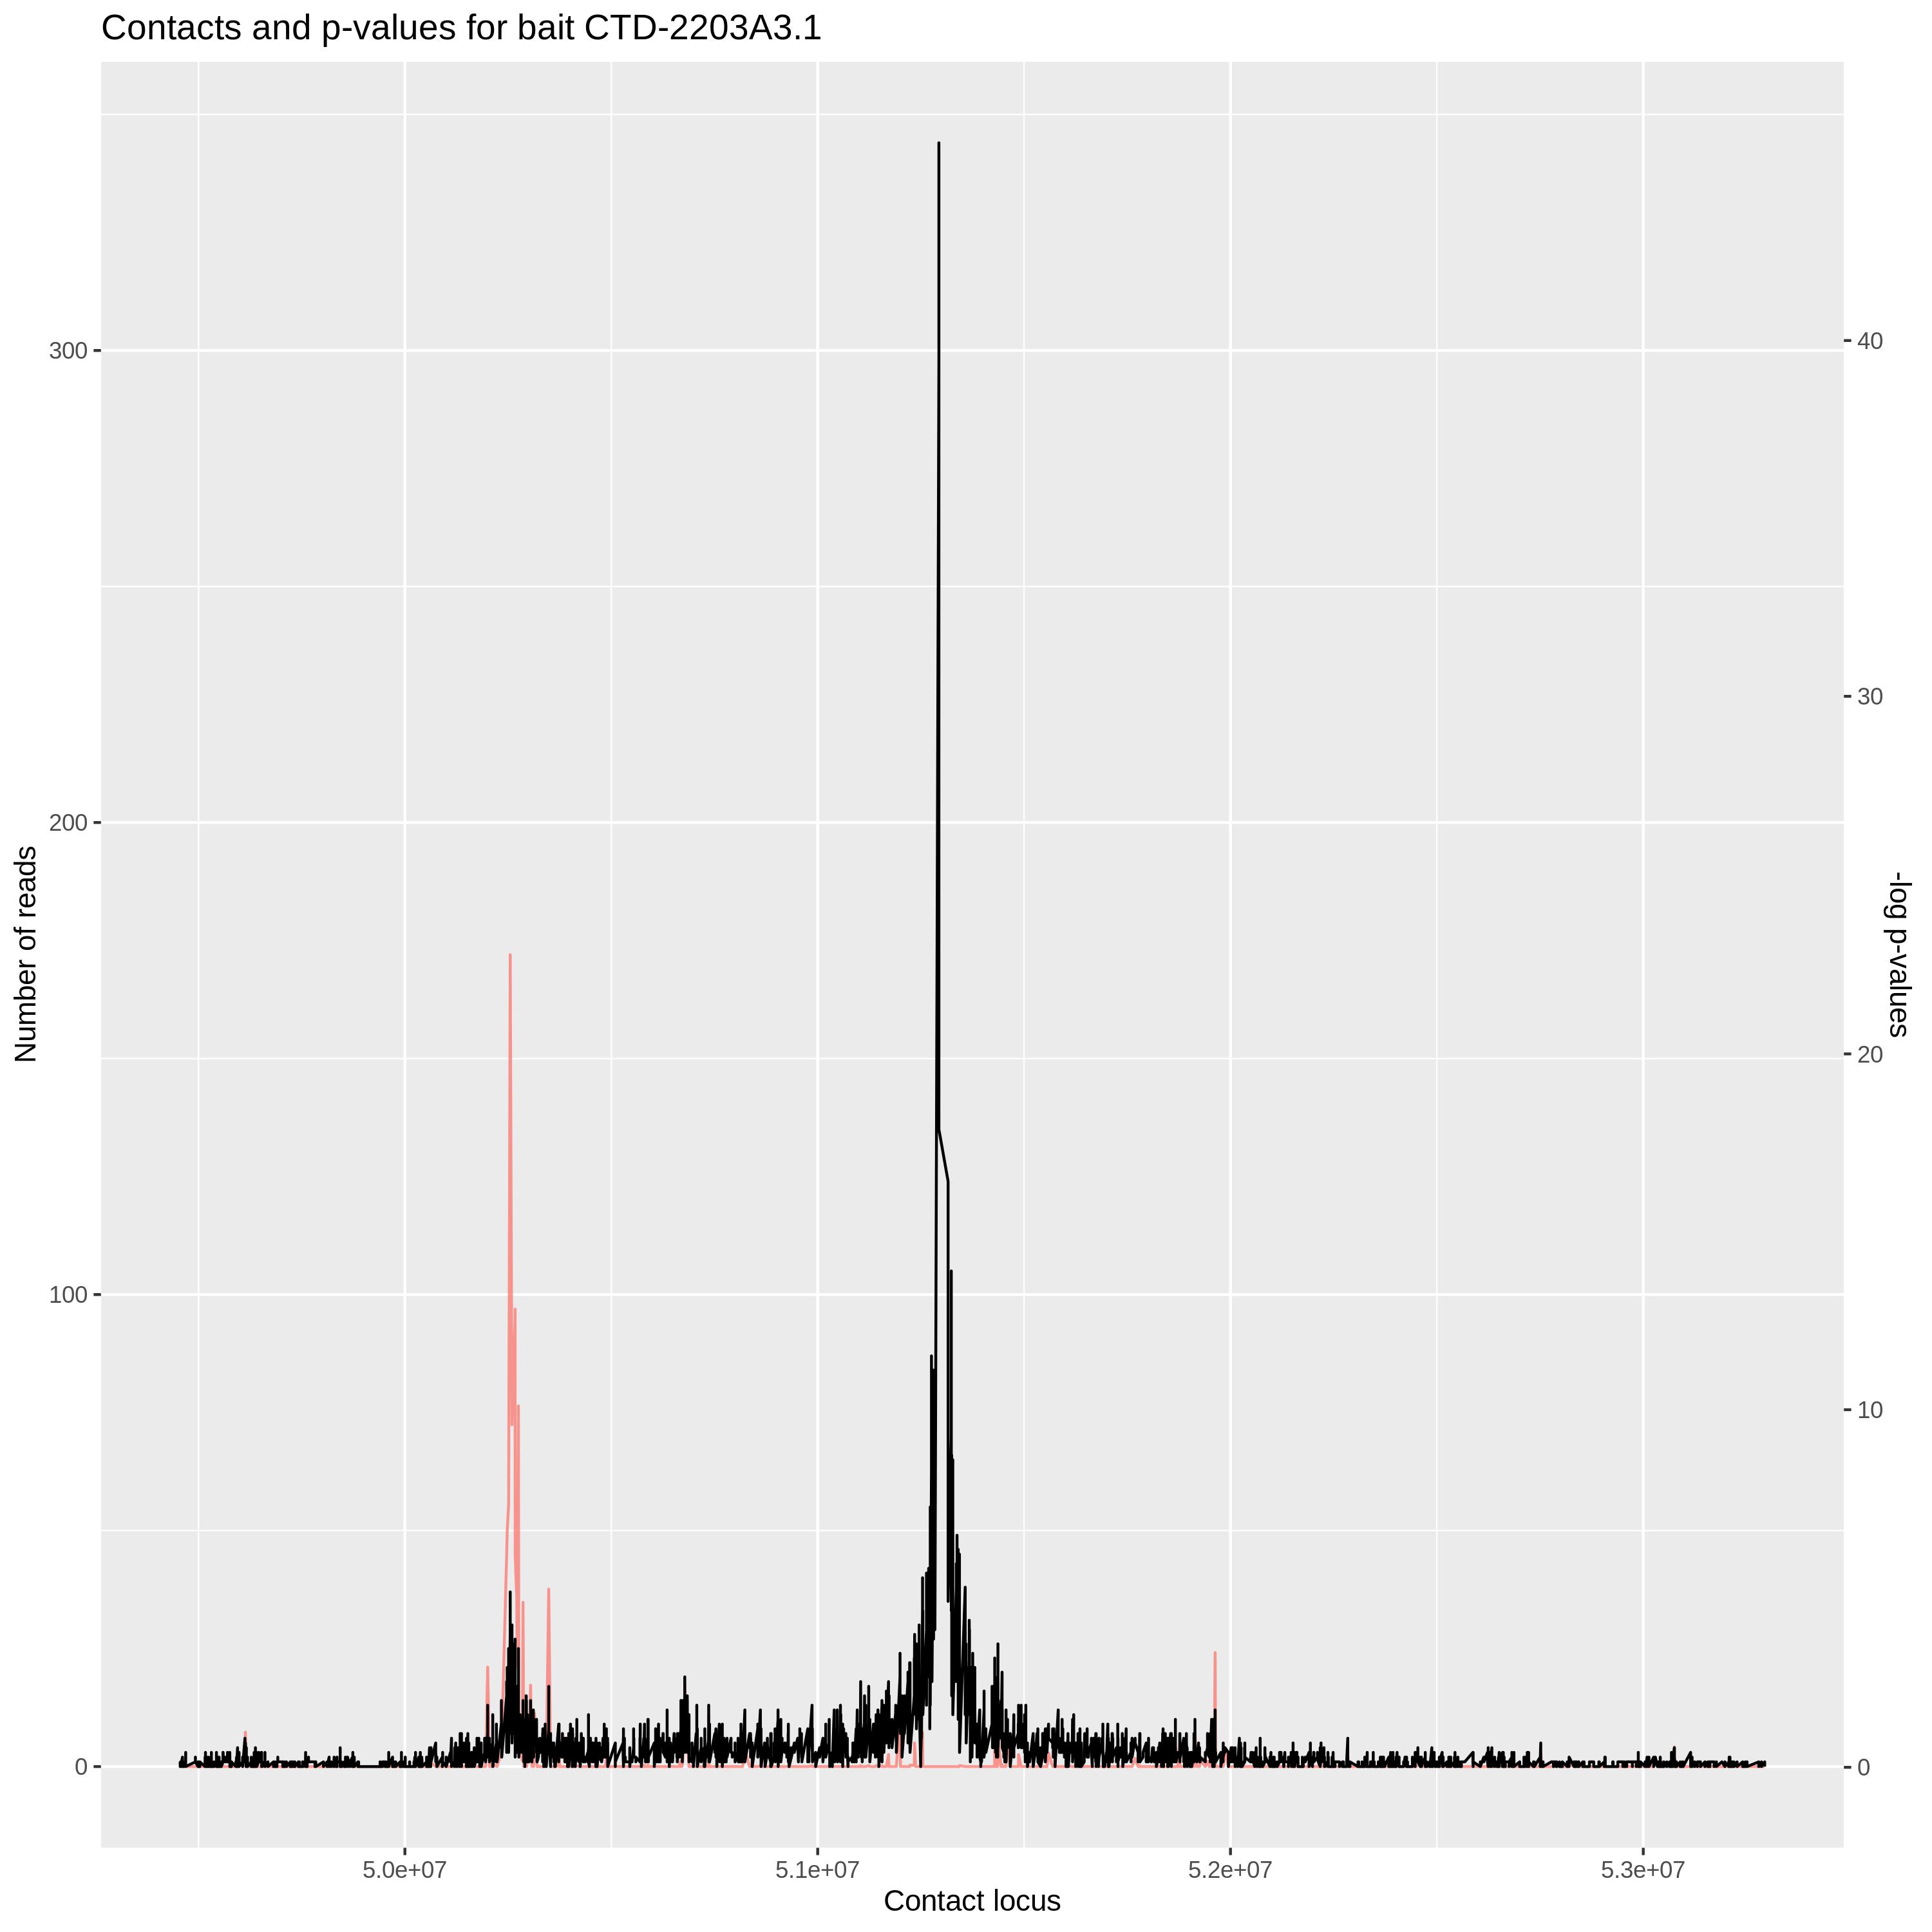 Contacts and p-values for bait CTD-2203A3.1
300
200
100
0
Number of reads
40
30
20
10
0
-log p-values
5.0e+07
5.1e+07
5.2e+07
5.3e+07
Contact locus